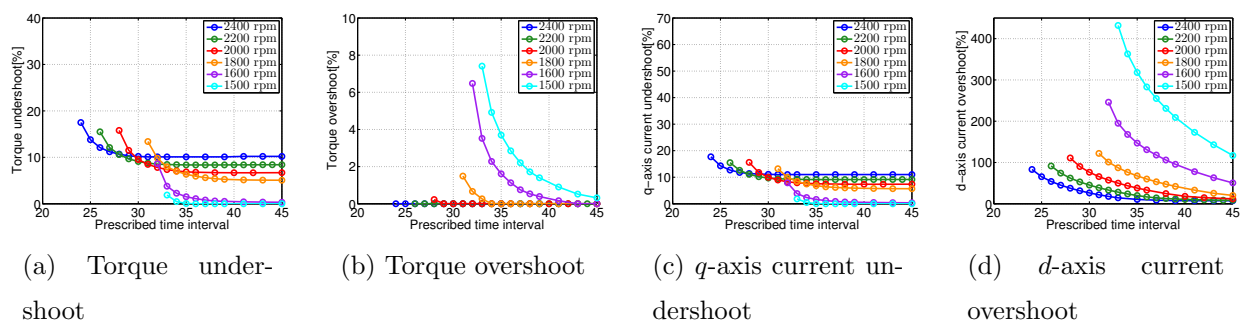 Torque undershoot[%]
40
30
20
10
0
2400 rpm
2200 rpm
2000 rpm
1800 rpm
1600 rpm
1500 rpm
20 25 30 35 40 45
Prescribed time interval
(a) Torque under-
shoot
Torque overshoot[%]
10
8
6
4
2
0
2400 rpm
2200 rpm
2000 rpm
1800 rpm
1600 rpm
1500 rpm
20 25 30 35 40 45
Prescribed time interval
(b) Torque overshoot
q−axis current undershoot[%]
70
60
50
40
30
20
10
0
2400 rpm
2200 rpm
2000 rpm
1800 rpm
1600 rpm
1500 rpm
20 25 30 35 40 45
Prescribed time interval
(c) q-axis current un-
dershoot
d−axis current overshoot[%]
400
300
200
100
0
2400 rpm
2200 rpm
2000 rpm
1800 rpm
1600 rpm
1500 rpm
20 25 30 35 40 45
Prescribed time interval
(d) d-axis current
overshoot